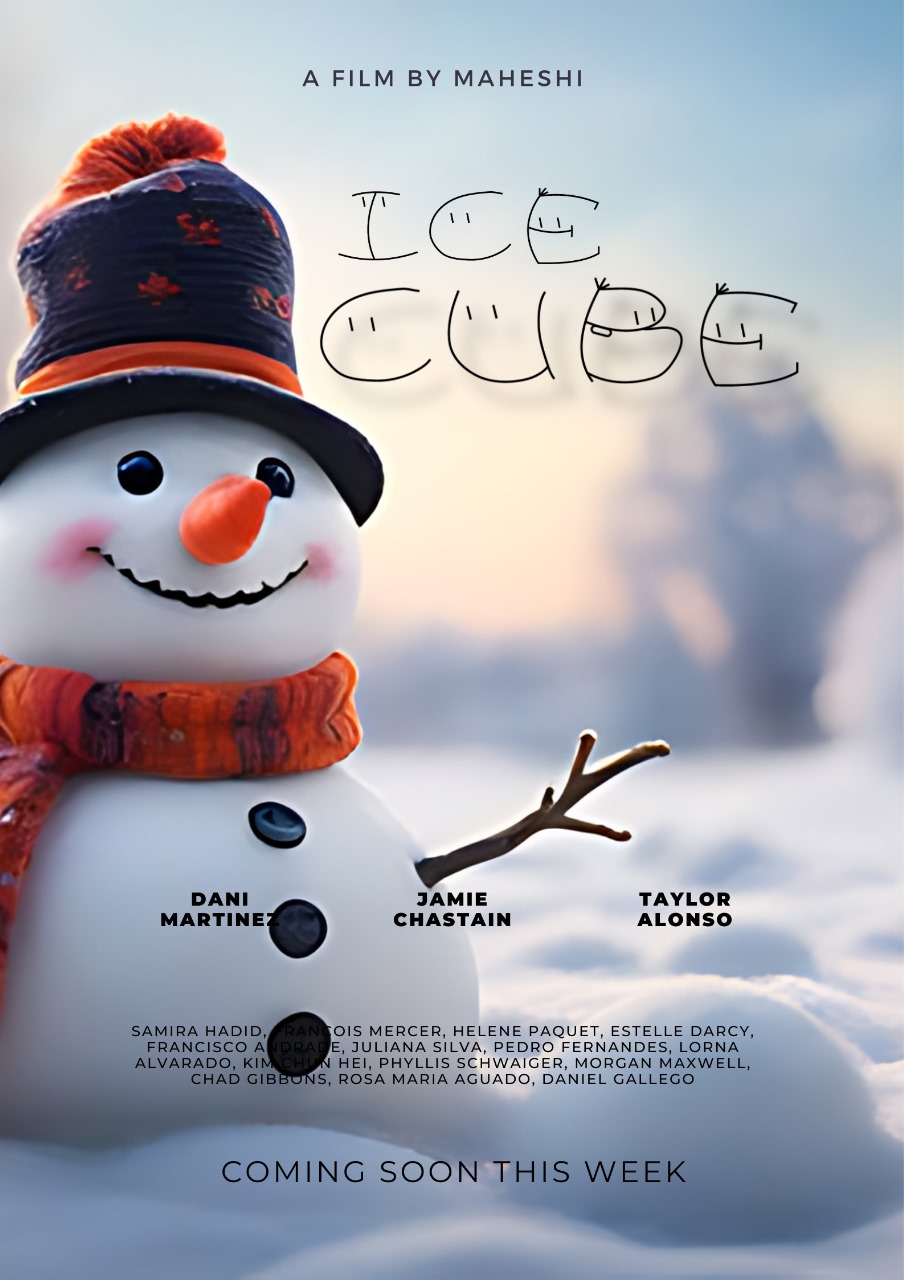 A FILM BY MAHESHI
ICE
CUBE
DANI
MARTINEZ
JAMIE
CHASTAIN
TAYLOR
ALONSO
SAMIRA HADID, FRANCOIS MERCER, HELENE PAQUET, ESTELLE DARCY,
FRANCISCO ANDRADE, JULIANA SILVA, PEDRO FERNANDES, LORNA
ALVARADO, KIM CHUN HEI, PHYLLIS SCHWAIGER, MORGAN MAXWELL,
CHAD GIBBONS, ROSA MARIA AGUADO, DANIEL GALLEGO
COMING SOON THIS WEEK